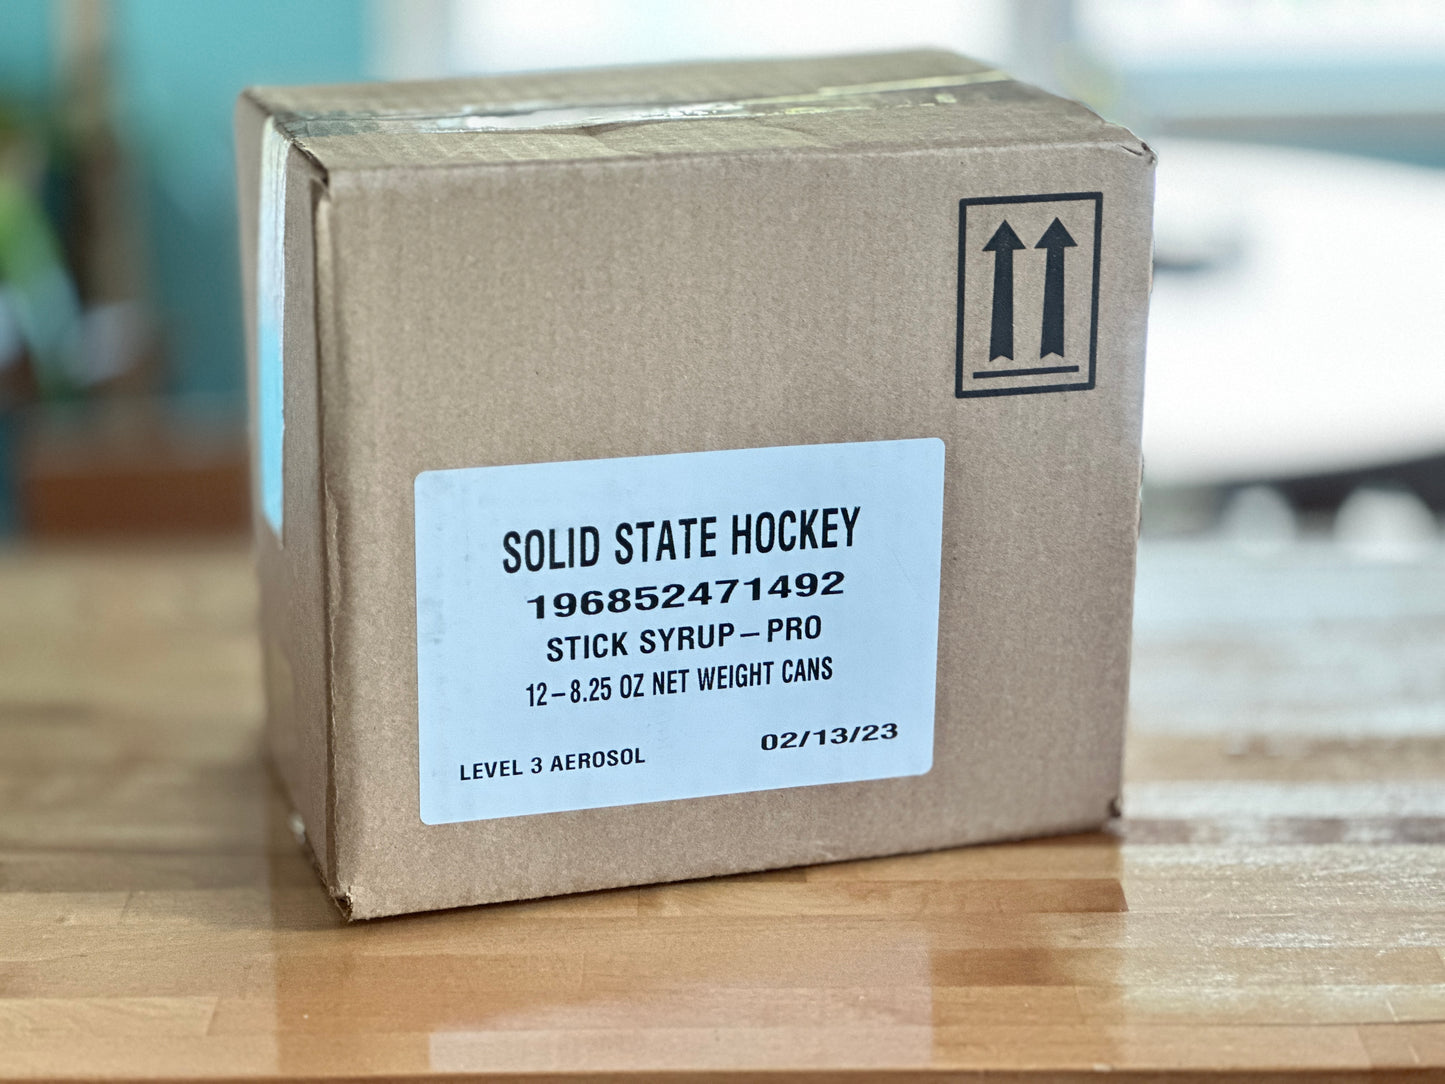 SOLID STATE HOCKEY
196852471492
STICK SYRUP – PRO
12 – 8.25 OZ NET WEIGHT CANS
LEVEL 3 AEROSOL
02/13/23